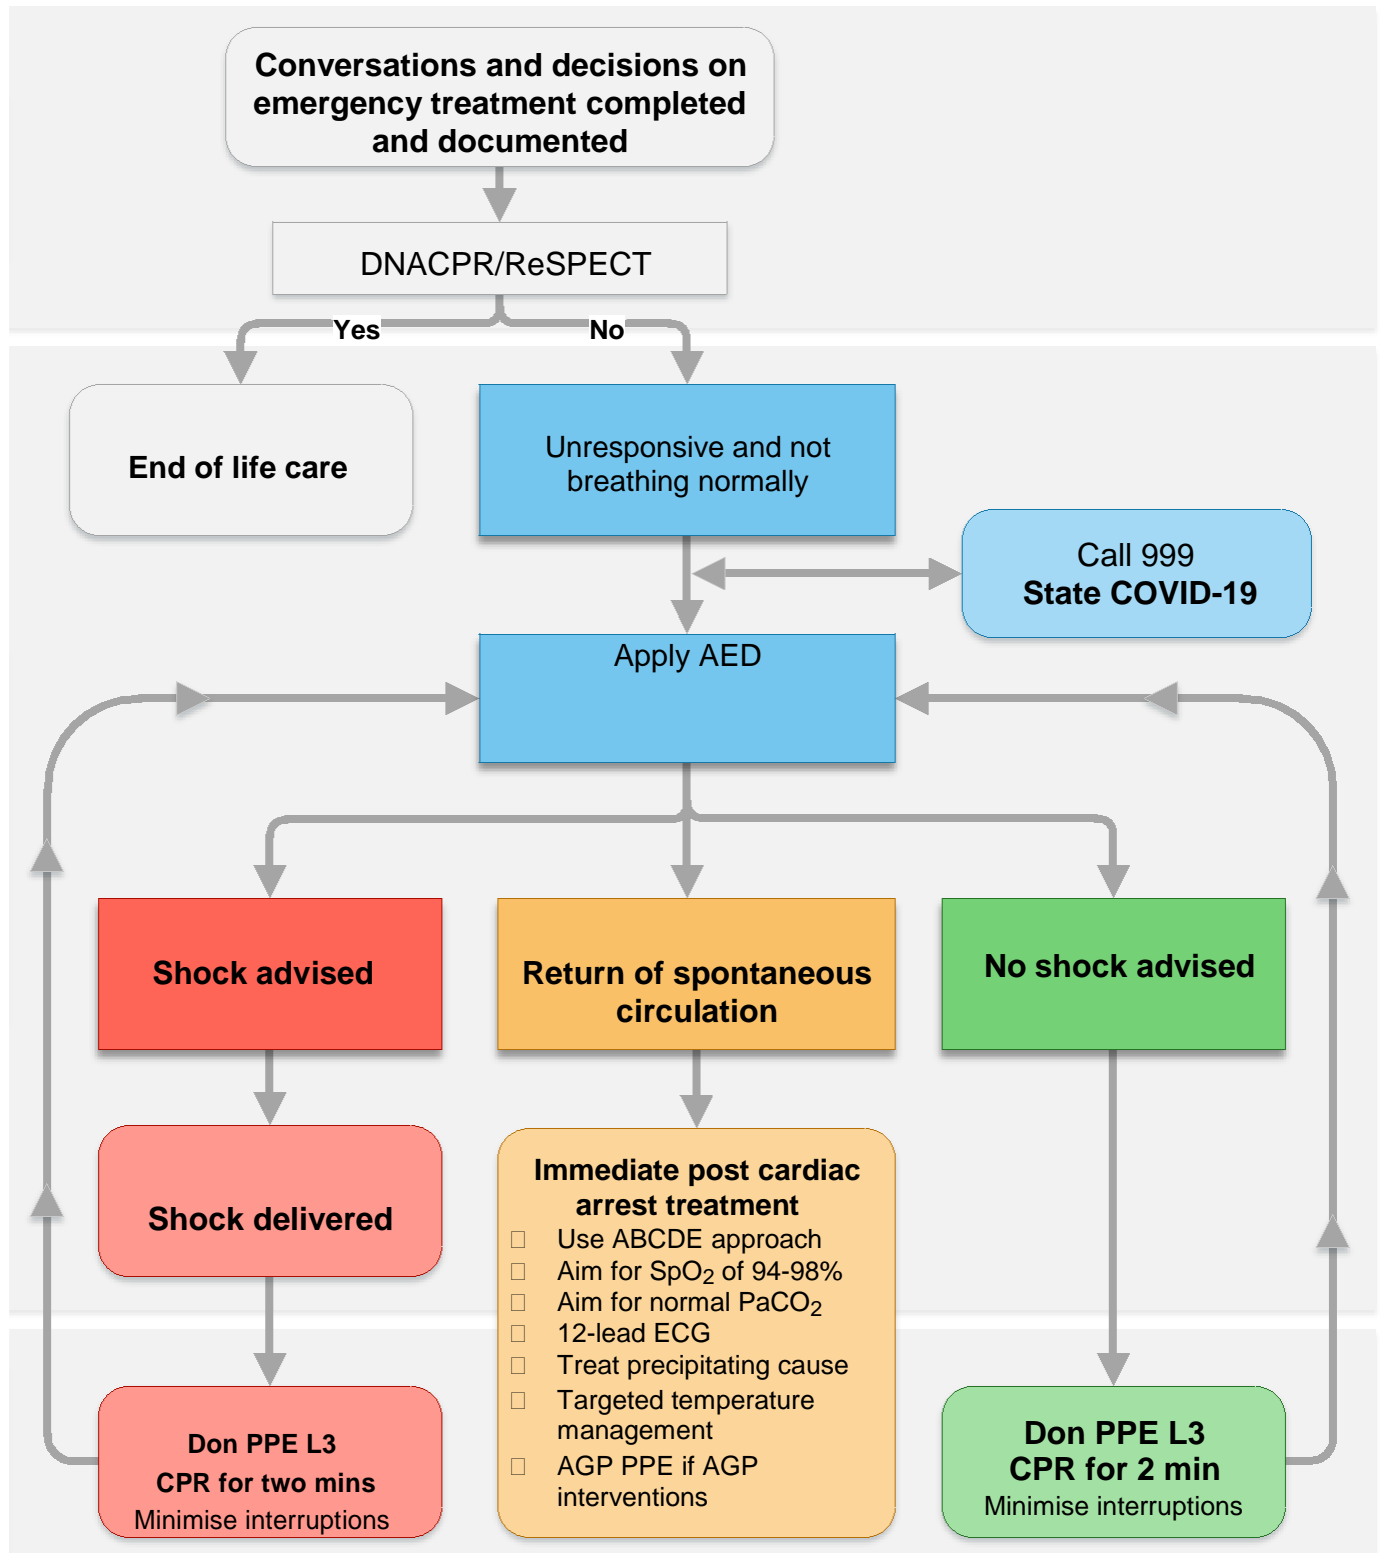 Conversations and decisions on
emergency treatment completed
and documented
DNACPR/ReSPECT
Yes
No
End of life care
Unresponsive and not
breathing normally
Call 999
State COVID-19
Apply AED
Shock advised
Return of spontaneous
circulation
No shock advised
Shock delivered
Immediate post cardiac
arrest treatment
Use ABCDE approach
Aim for SpO2 of 94-98%
Aim for normal PaCO2
12-lead ECG
Treat precipitating cause
Targeted temperature
management
AGP PPE if AGP
interventions
Don PPE L3
CPR for two mins
Minimise interruptions
Don PPE L3
CPR for 2 min
Minimise interruptions